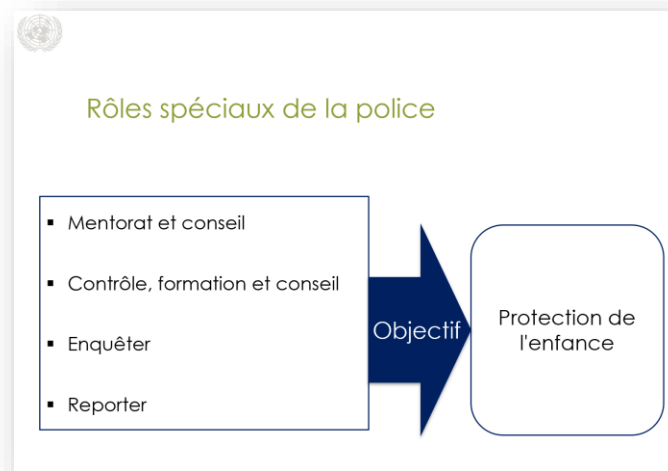 Rôles spéciaux de la police
▪ Mentorat et conseil
▪ Contrôle, formation et conseil
▪ Enquêter
▪ Reporter
Objectif
Protection de
l'enfance